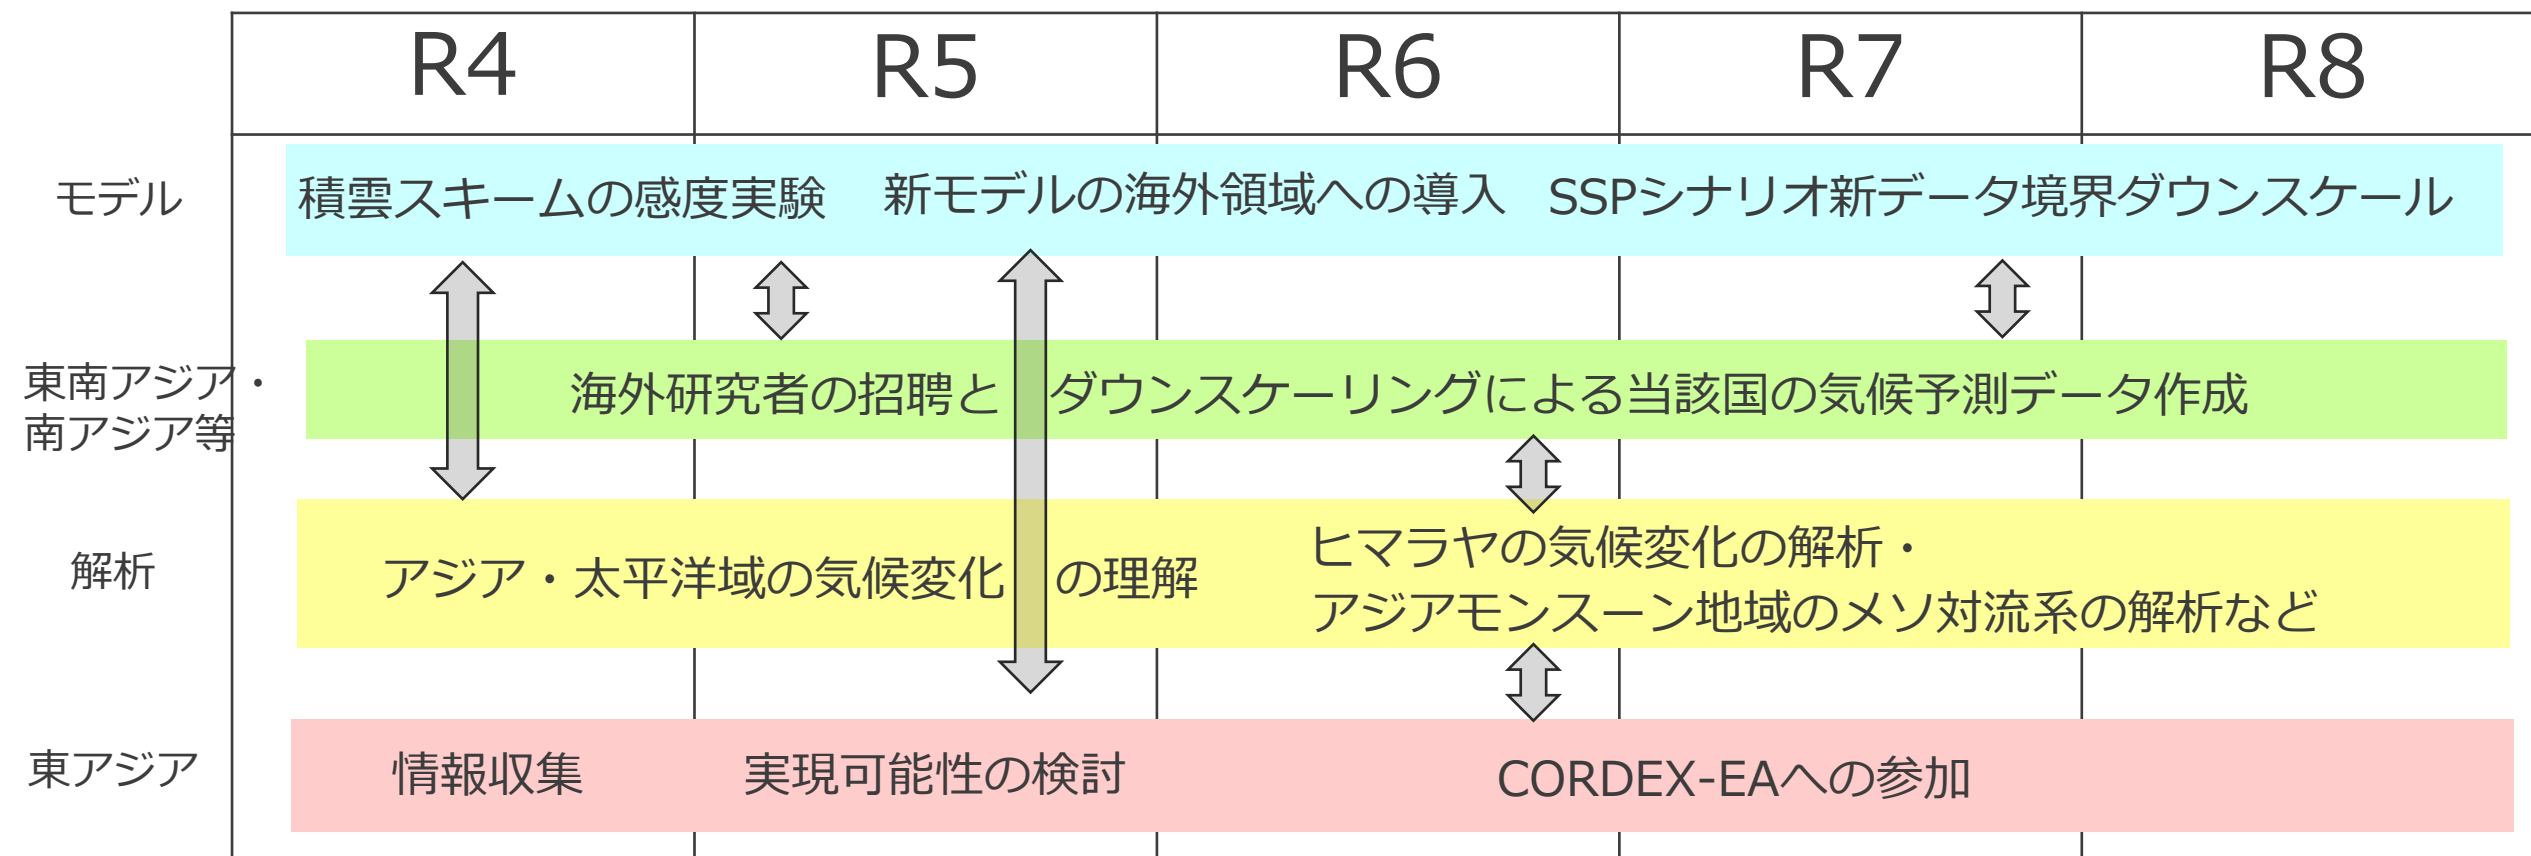 R4 R5 R6 R7 R8
モデル
積雲スキームの感度実験 新モデルの海外領域への導入 SSPシナリオ新データ境界ダウンスケール
東南アジア・
南アジア等
海外研究者の招聘と ダウンスケーリングによる当該国の気候予測データ作成
解析
アジア・太平洋域の気候変化 の理解
ヒマラヤの気候変化の解析・
アジアモンスーン地域のメソ対流系の解析など
東アジア
情報収集 実現可能性の検討 CORDEX-EAへの参加